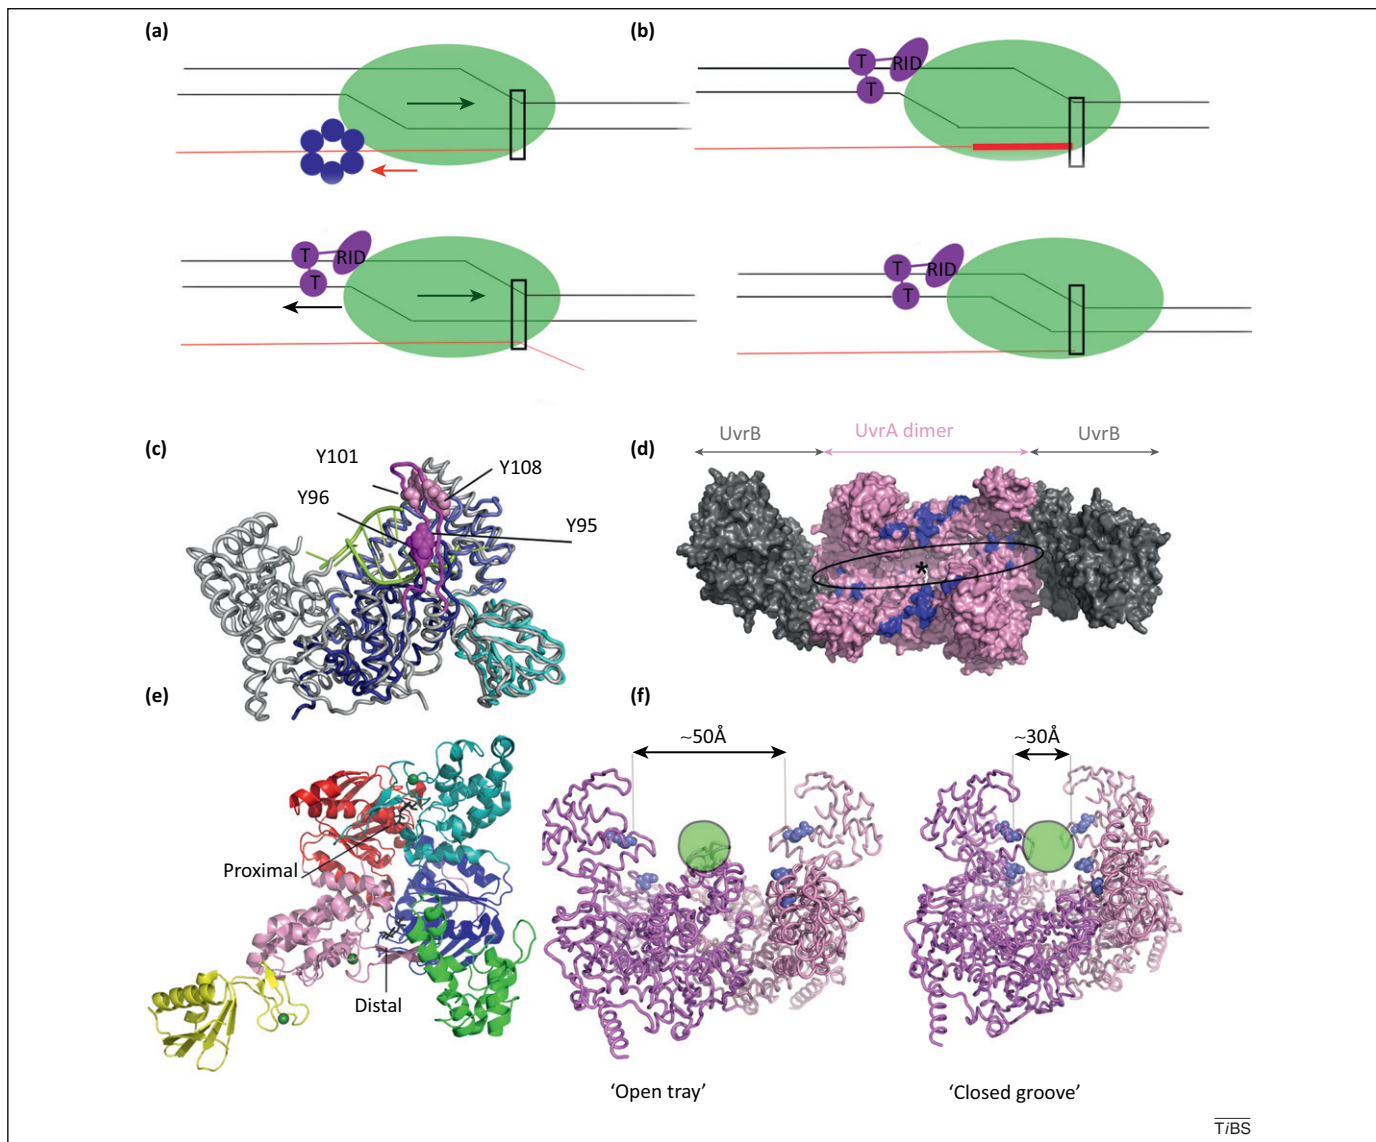 (a)
(b)
T
RID
T
T
RID
T
T
RID
T
(c)
Y101
Y108
Y96
Y95
(d)
UvrB
UvrA dimer
UvrB
*
(e)
Proximal
Distal
(f)
~50Å
~30Å
‘Open tray’
‘Closed groove’
TiBS